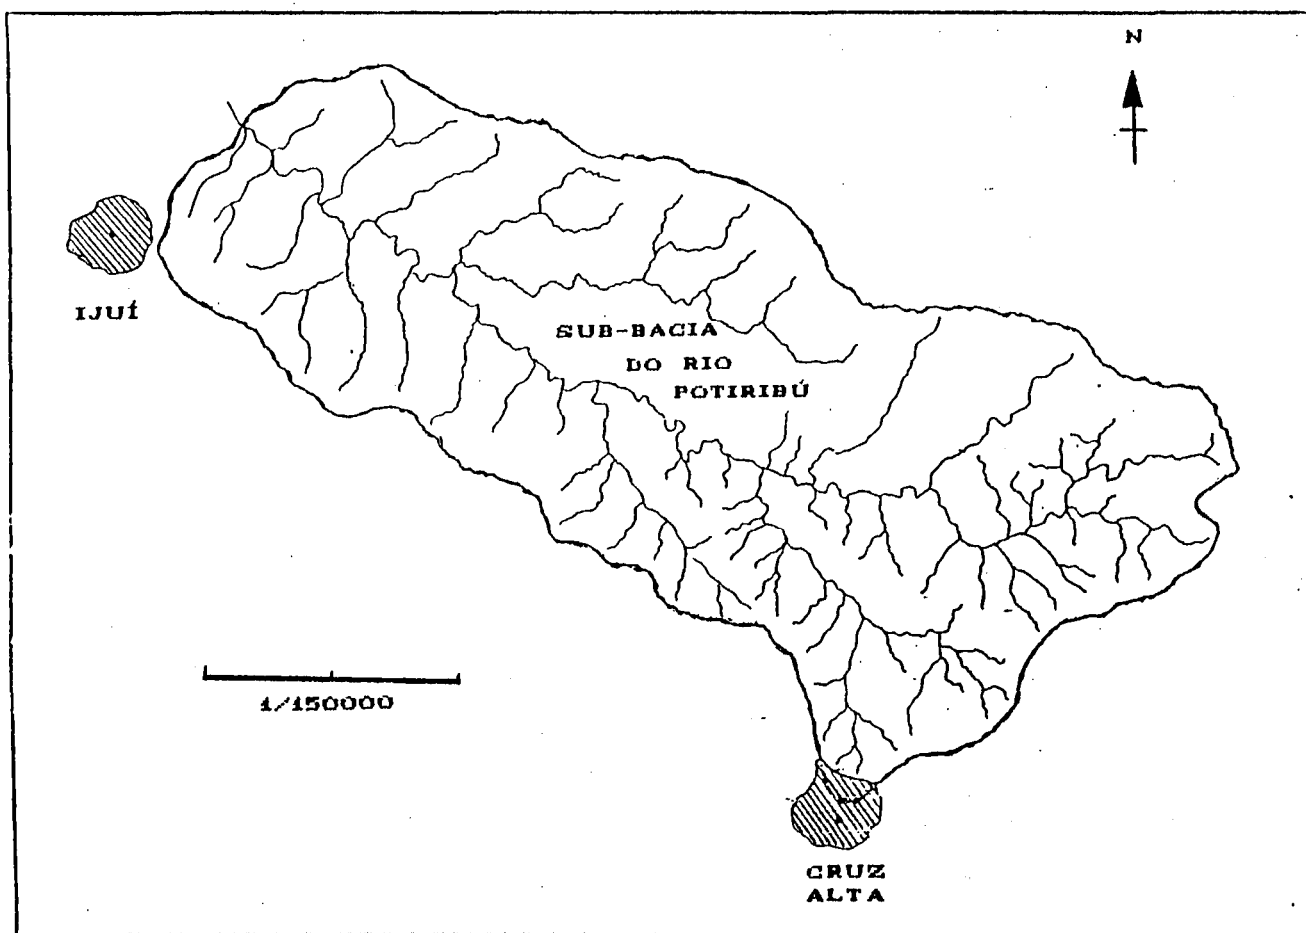 N
IJUÍ
SUB-BACIA
DO RIO
POTIRIBÚ
1/150000
CRUZ
ALTA